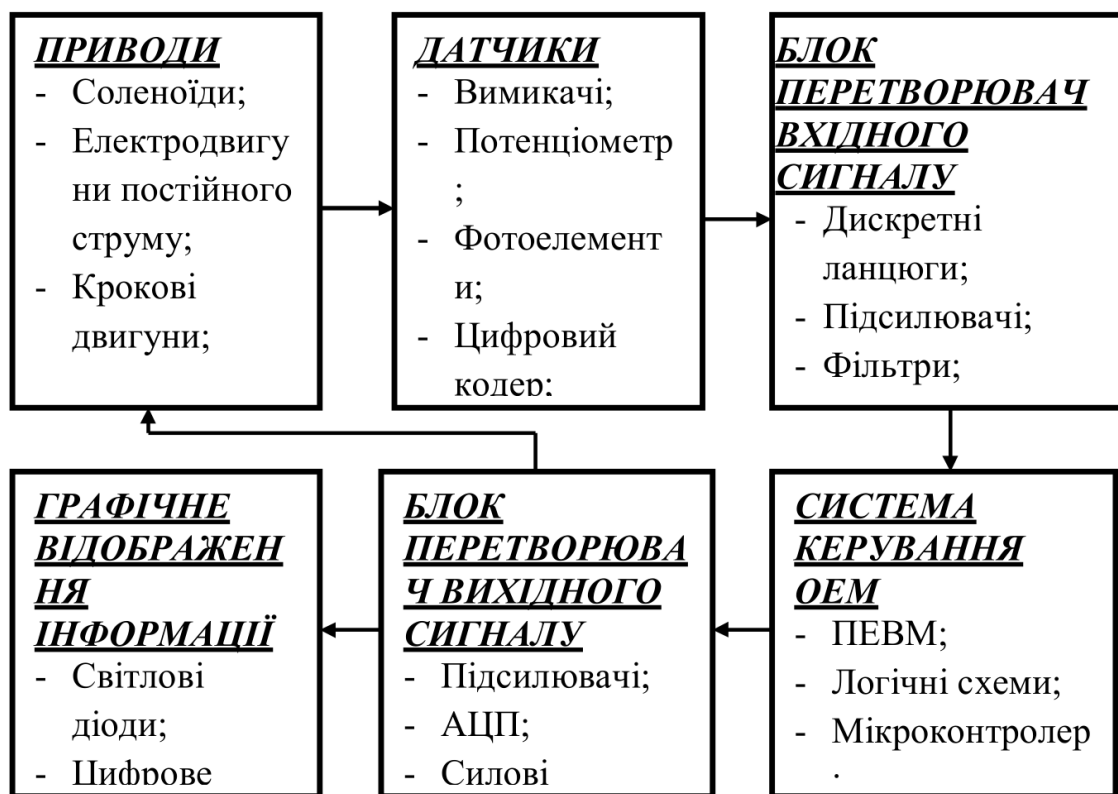 ПРИВОДИ
- Соленоїди;
- Електродвигу
ни постійного
струму;
- Крокові
двигуни;
ДАТЧИКИ
- Вимикачі;
- Потенціометр
;
- Фотоелемент
и;
- Цифровий
кодер;
БЛОК
ПЕРЕТВОРЮВАЧ
ВХІДНОГО
СИГНАЛУ
- Дискретні
ланцюги;
- Підсилювачі;
- Фільтри;
ГРАФІЧНЕ
ВІДОБРАЖЕН
НЯ
ІНФОРМАЦІЇ
- Світлові
діоди;
- Цифрове
БЛОК
ПЕРЕТВОРЮВА
Ч ВИХІДНОГО
СИГНАЛУ
- Підсилювачі;
- АЦП;
- Силові
СИСТЕМА
КЕРУВАННЯ
ОЕМ
- ПЕВМ;
- Логічні схеми;
- Мікроконтролер